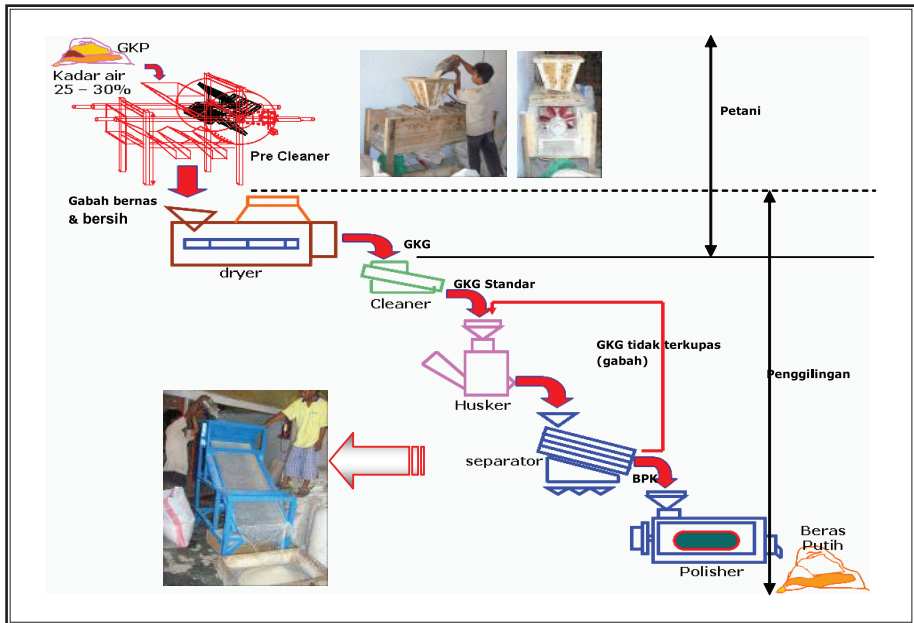 GKP
Kadar air
25 – 30%
Pre Cleaner
Petani
Gabah bernas
& bersih
dryer
GKG
Cleaner
GKG Standar
GKG tidak terkupas
(gabah)
Penggilingan
Husker
separator
BPK
Polisher
Beras
Putih